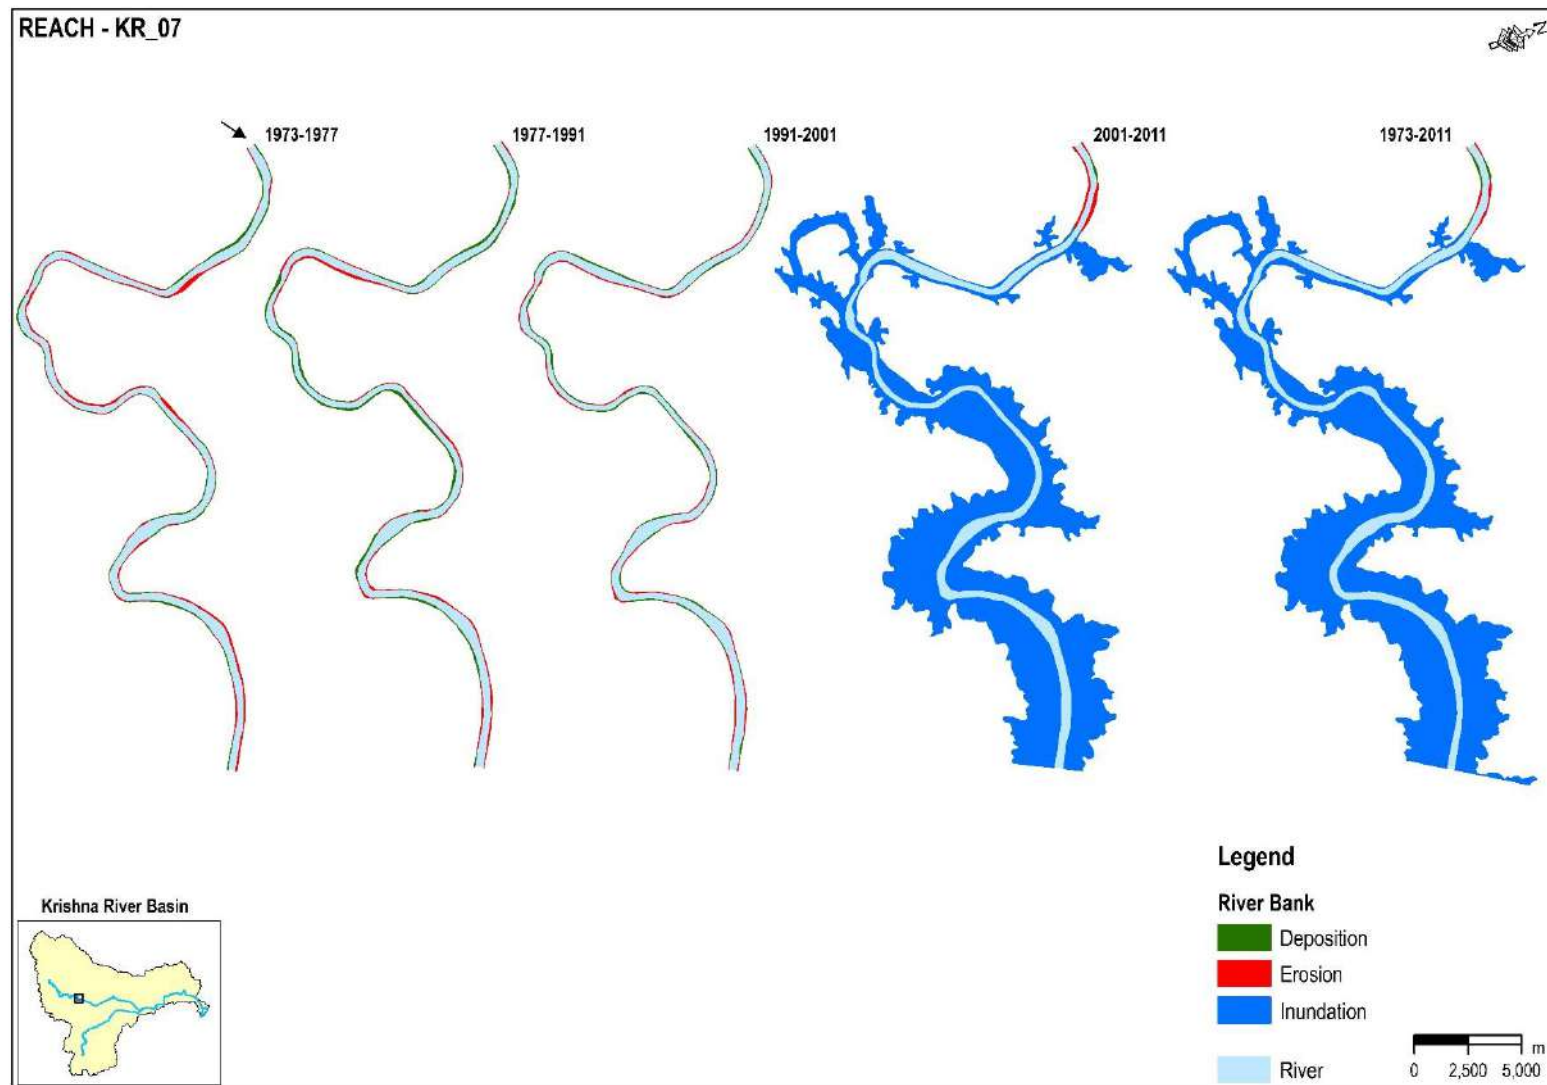 REACH - KR_07
N
1973-1977
1977-1991
1991-2001
2001-2011
1973-2011
Legend
River Bank
Deposition
Erosion
Inundation
River
Krishna River Basin
m
0 2,500 5,000